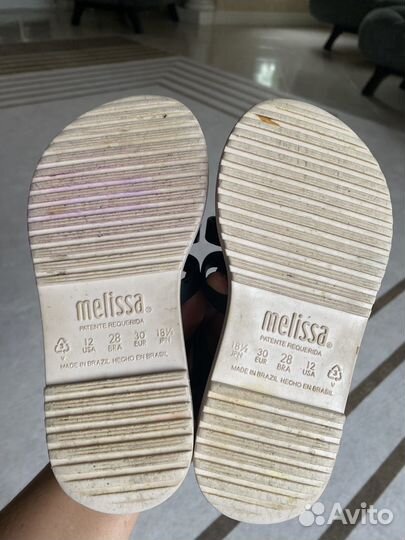 melissa
PATENTE REQUERIDA
12 28 30 18½
USA BRA EUR JPN
MADE IN BRAZIL HECHO EN BRASIL
melissa
PATENTE REQUERIDA
18½ 30 28 12
JPN EUR BRA USA
MADE IN BRAZIL HECHO EN BRASIL
Avito